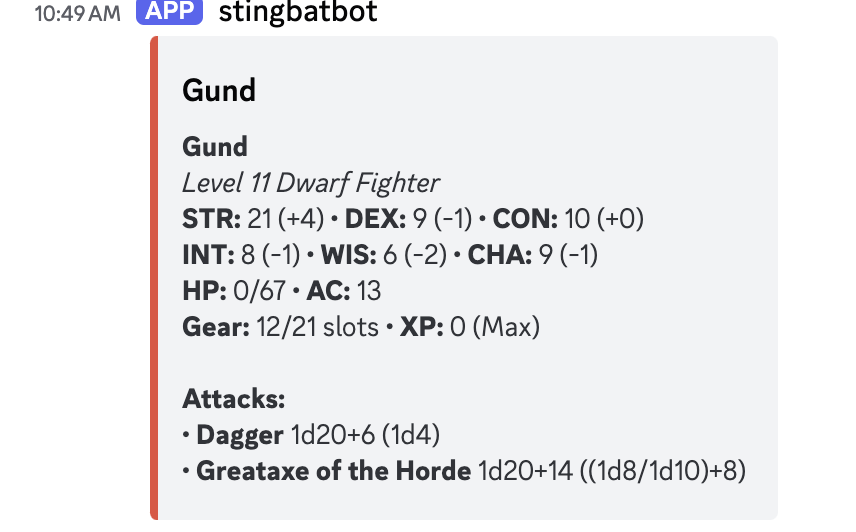 10:49 AM APP stingbatbot
Gund
Gund
Level 11 Dwarf Fighter
STR: 21 (+4) • DEX: 9 (-1) • CON: 10 (+0)
INT: 8 (-1) • WIS: 6 (-2) • CHA: 9 (-1)
HP: 0/67 • AC: 13
Gear: 12/21 slots • XP: 0 (Max)
Attacks:
• Dagger 1d20+6 (1d4)
• Greataxe of the Horde 1d20+14 ((1d8/1d10)+8)